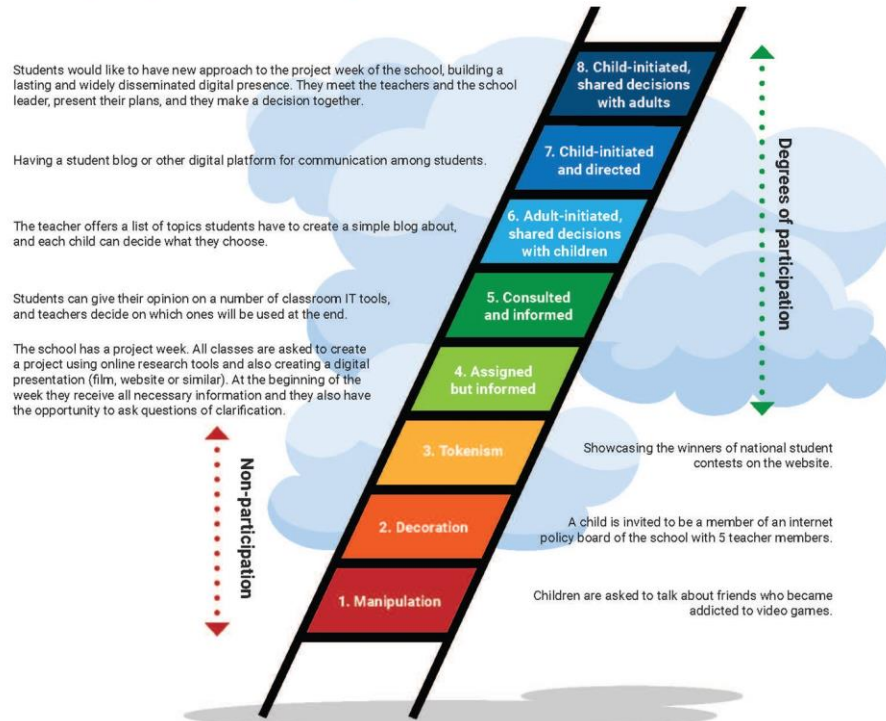 Students would like to have new approach to the project week of the school, building a
lasting and widely disseminated digital presence. They meet the teachers and the school
leader, present their plans, and they make a decision together.
8. Child-initiated,
shared decisions
with adults
Having a student blog or other digital platform for communication among students.
7. Child-initiated
and directed
The teacher offers a list of topics students have to create a simple blog about,
and each child can decide what they choose.
6. Adult-initiated,
shared decisions
with children
Students can give their opinion on a number of classroom IT tools,
and teachers decide on which ones will be used at the end.
5. Consulted
and informed
The school has a project week. All classes are asked to create
a project using online research tools and also creating a digital
presentation (film, website or similar). At the beginning of the
week they receive all necessary information and they also have
the opportunity to ask questions of clarification.
4. Assigned
but informed
Degrees of participation
3. Tokenism
Showcasing the winners of national student
contests on the website.
2. Decoration
A child is invited to be a member of an internet
policy board of the school with 5 teacher members.
1. Manipulation
Children are asked to talk about friends who became
addicted to video games.
Non-participation